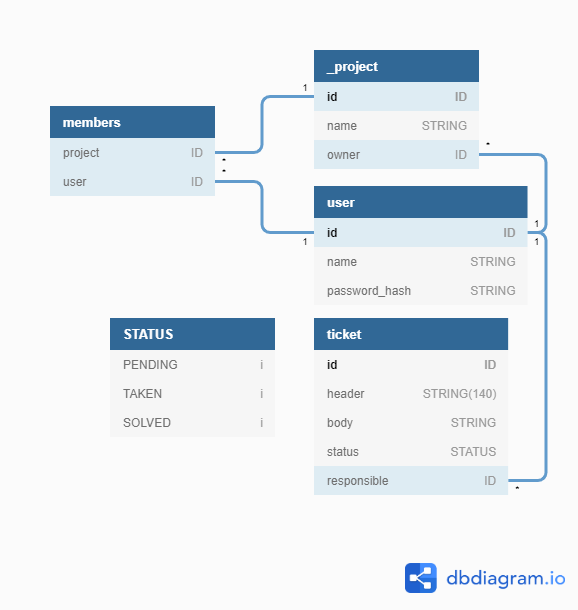 _project
1
id ID
name STRING
owner ID
*
members
project ID
*
user ID
*
user
1
id ID
1
1
name STRING
password_hash STRING
STATUS
PENDING i
TAKEN i
SOLVED i
ticket
id ID
header STRING(140)
body STRING
status STATUS
responsible ID
*
dbdiagram.io